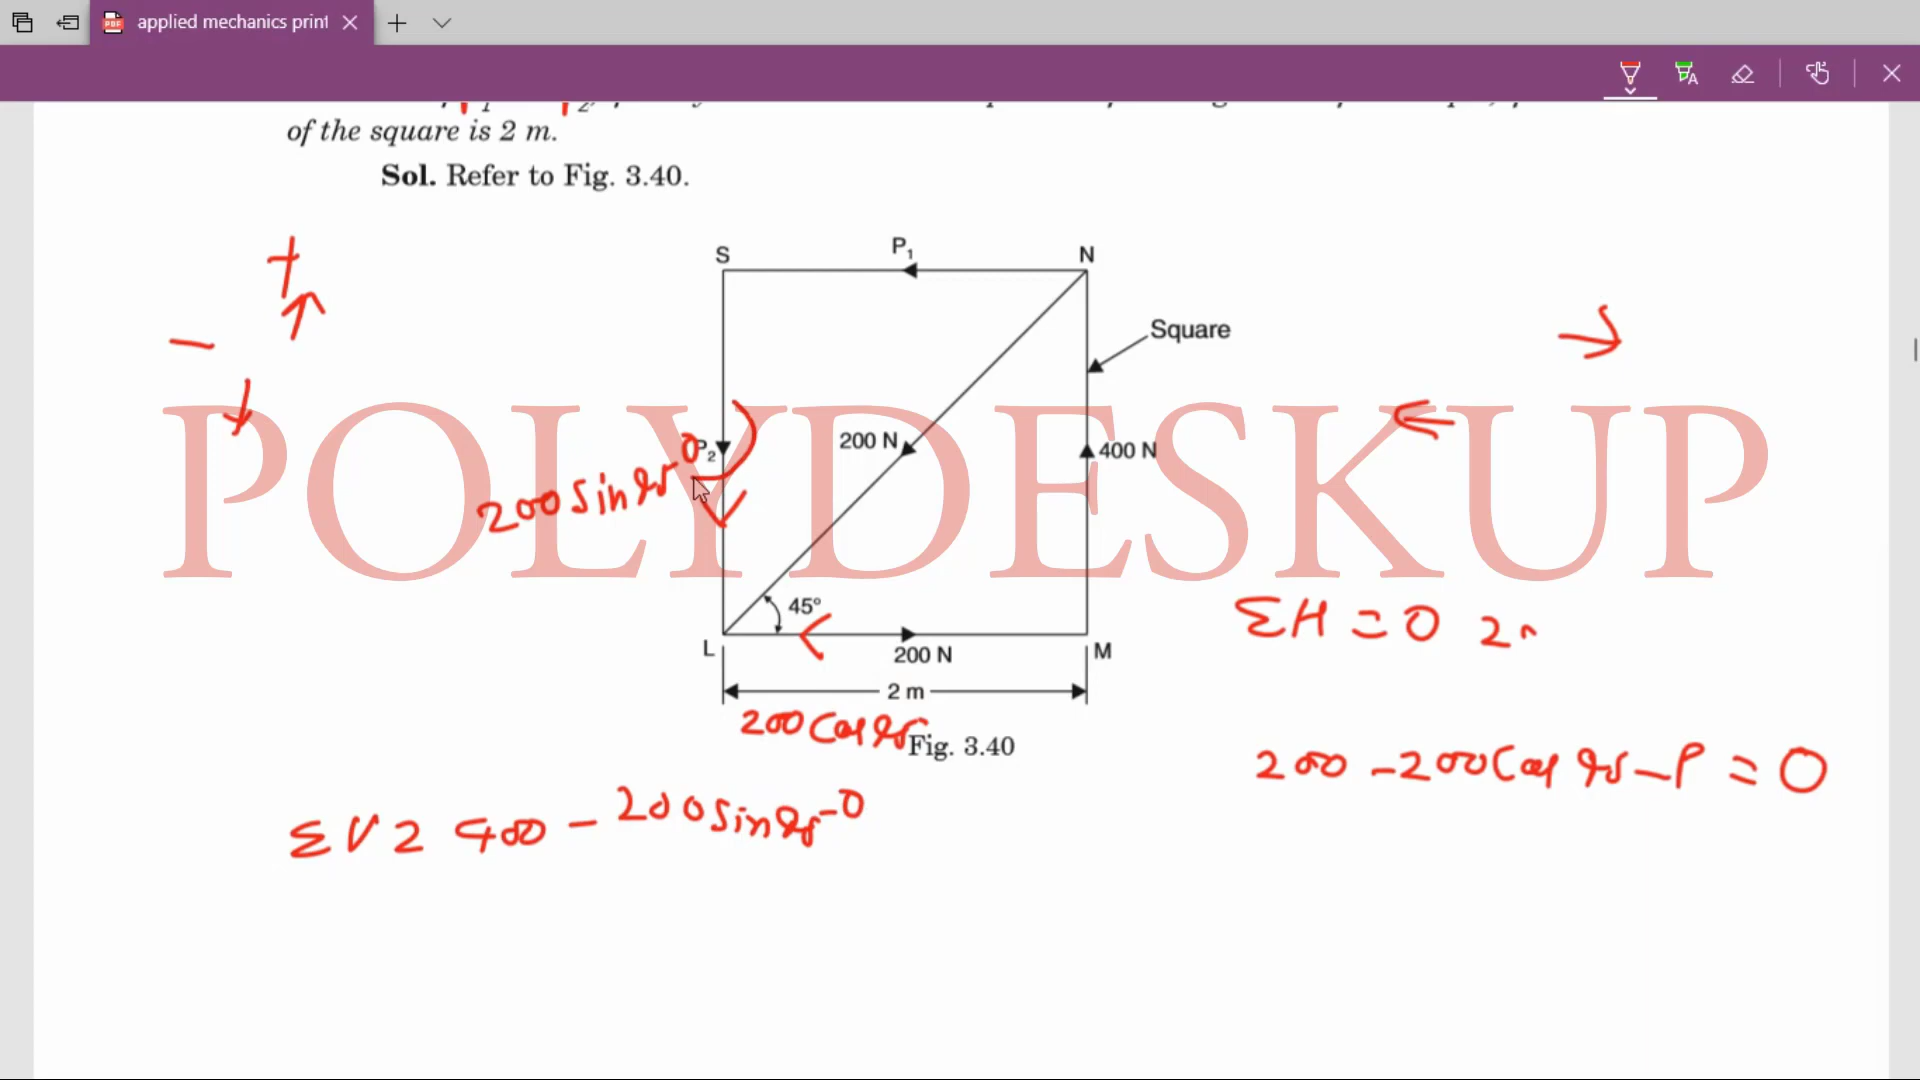 applied mechanics print
of the square is 2 m.
Sol. Refer to Fig. 3.40.
+
−
S
P1
N
Square
200 N
P2
400 N
200 Sin 45°
POLYDESKUP
45°
ΣH = 0
L
200 N
M
2 m
200 Cos 45
Fig. 3.40
200 - 200 Cos 45 - P = 0
ΣV = 400 - 200 Sin 45 -